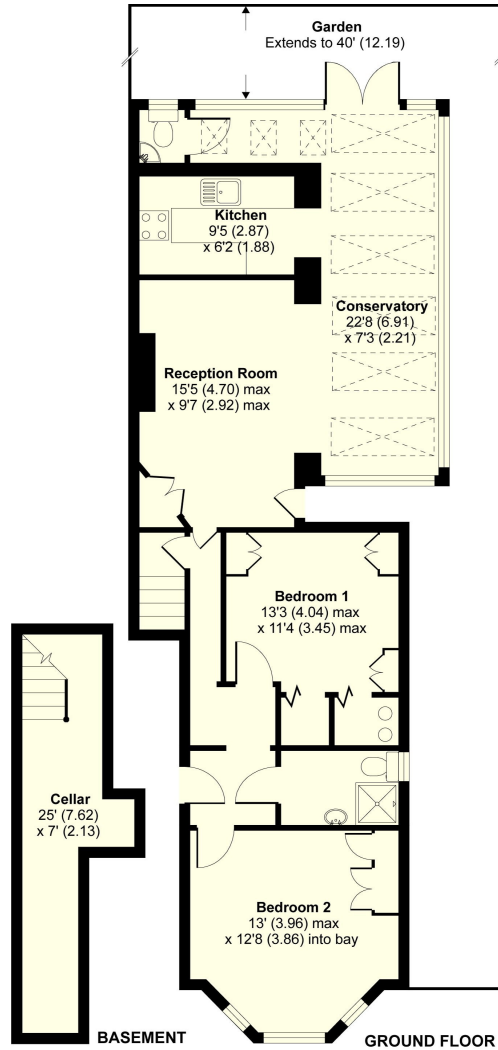 Garden
Extends to 40' (12.19)
Kitchen
9'5 (2.87)
x 6'2 (1.88)
Conservatory
22'8 (6.91)
x 7'3 (2.21)
Reception Room
15'5 (4.70) max
x 9'7 (2.92) max
Bedroom 1
13'3 (4.04) max
x 11'4 (3.45) max
Cellar
25' (7.62)
x 7' (2.13)
Bedroom 2
13' (3.96) max
x 12'8 (3.86) into bay
BASEMENT
GROUND FLOOR